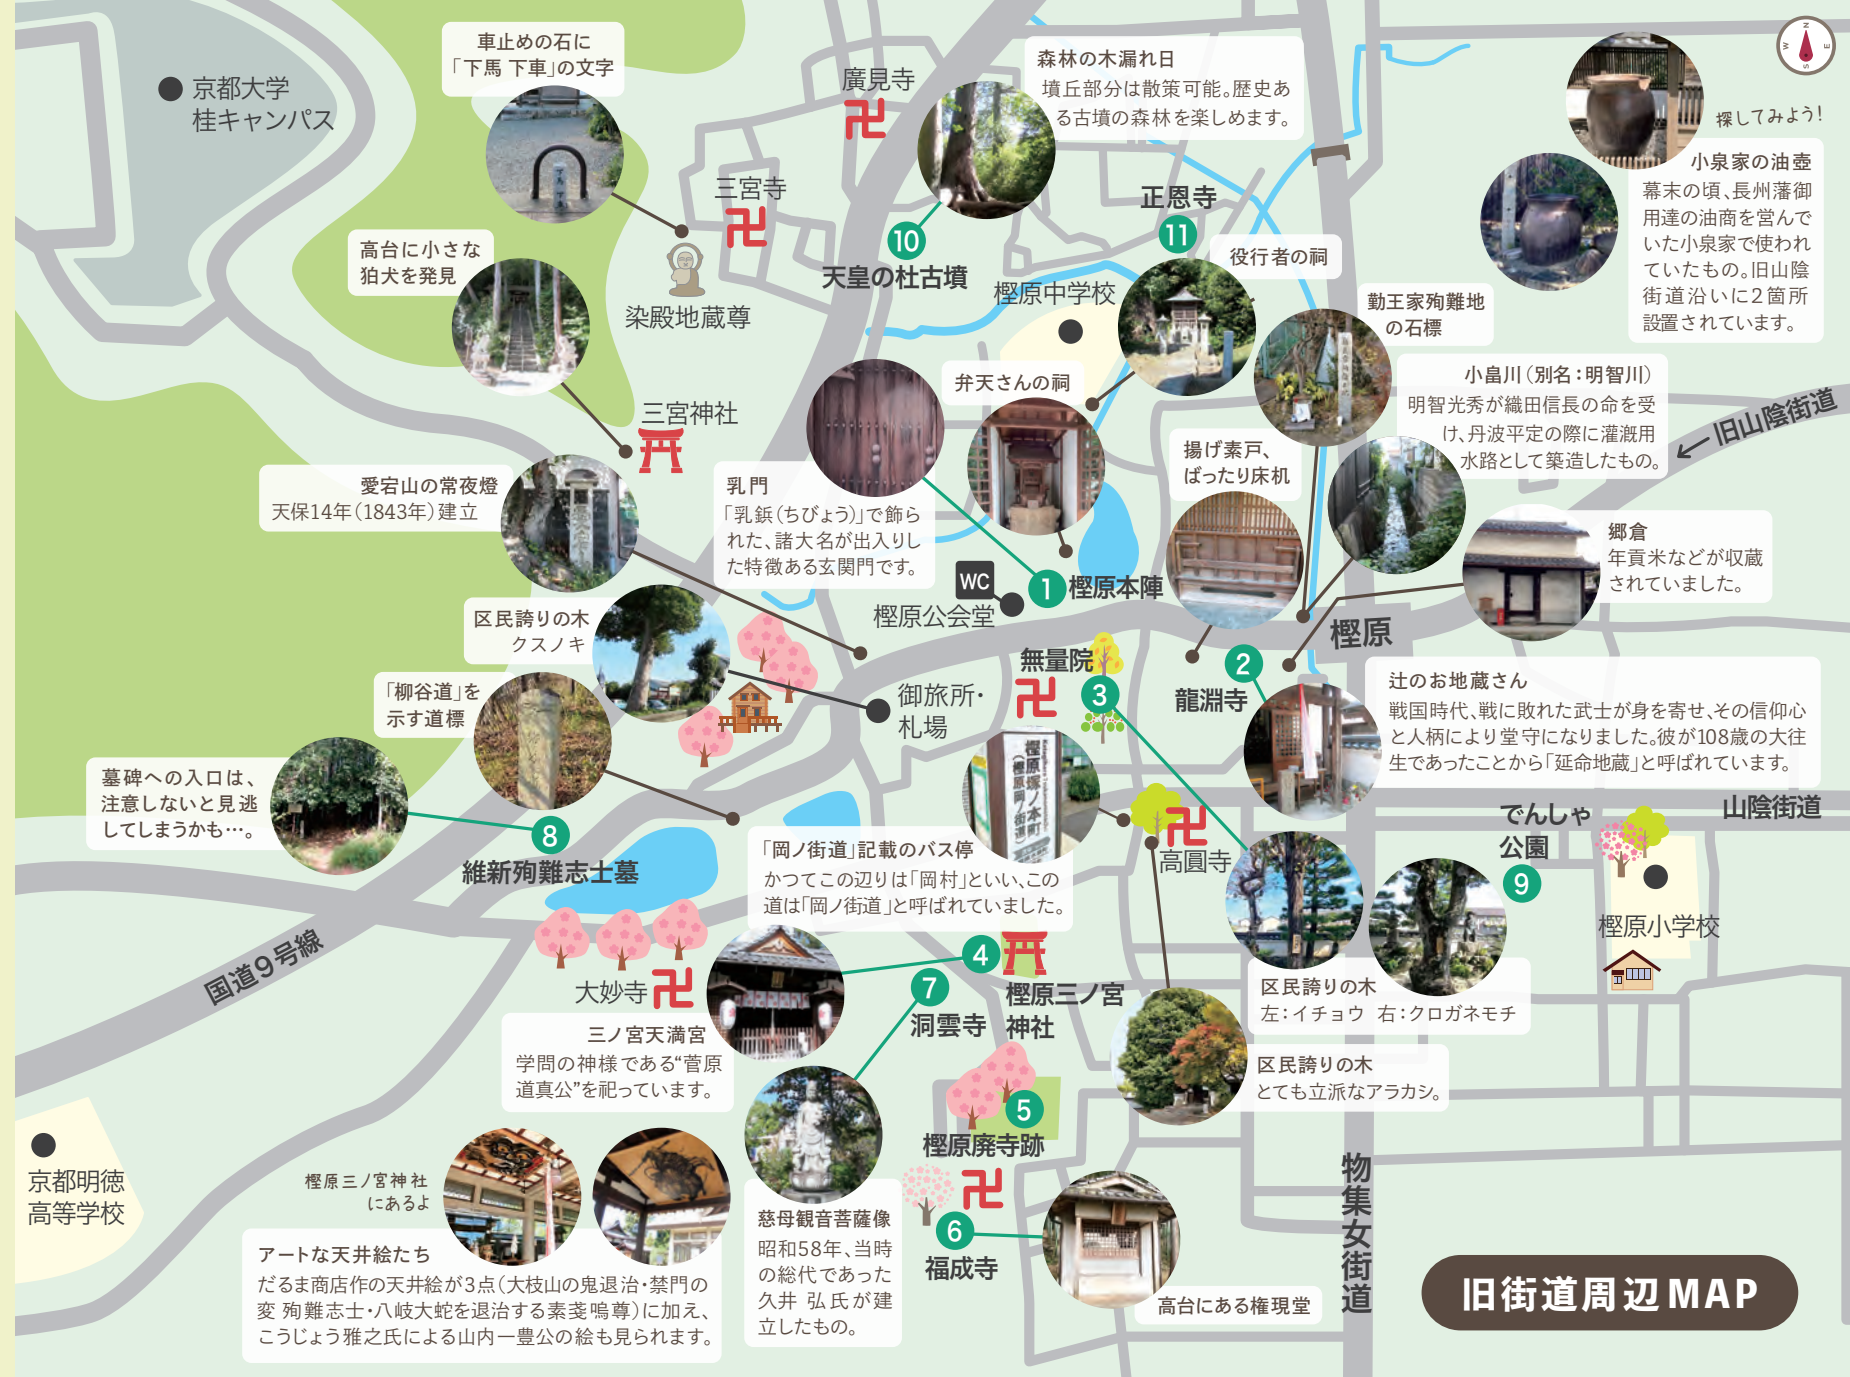 京都大学
桂キャンパス
車止めの石に
「下馬 下車」の文字
廣見寺
森林の木漏れ日
墳丘部分は散策可能。歴史あ
る古墳の森林を楽しめます。
N
W
E
S
探してみよう!
小泉家の油壺
幕末の頃、長州藩御
用達の油商を営んで
いた小泉家で使われ
ていたもの。旧山陰
街道沿いに2箇所
設置されています。
三宮寺
正恩寺
11
高台に小さな
狛犬を発見
10
天皇の杜古墳
役行者の祠
染殿地蔵尊
樫原中学校
勤王家殉難地
の石標
三宮神社
弁天さんの祠
小畠川(別名:明智川)
明智光秀が織田信長の命を受
け、丹波平定の際に灌漑用
水路として築造したもの。
旧山陰街道
揚げ素戸、
ばったり床机
愛宕山の常夜燈
天保14年(1843年)建立
乳門
「乳鋲(ちびょう)」で飾ら
れた、諸大名が出入りし
た特徴ある玄関門です。
郷倉
年貢米などが収蔵
されていました。
WC
1
樫原本陣
樫原公会堂
区民誇りの木
クスノキ
樫原
無量院
3
2
龍淵寺
「柳谷道」を
示す道標
御旅所・
札場
辻のお地蔵さん
戦国時代、戦に敗れた武士が身を寄せ、その信仰心
と人柄により堂守になりました。彼が108歳の大往
生であったことから「延命地蔵」と呼ばれています。
墓碑への入口は、
注意しないと見逃
してしまうかも…。
樫原塚ノ本町
(樫原岡ノ街道)
8
維新殉難志士墓
でんしゃ
公園
9
山陰街道
「岡ノ街道」記載のバス停
かつてこの辺りは「岡村」といい、この
道は「岡ノ街道」と呼ばれていました。
高圓寺
樫原小学校
国道9号線
4
樫原三ノ宮
神社
大妙寺
7
洞雲寺
区民誇りの木
左:イチョウ 右:クロガネモチ
三ノ宮天満宮
学問の神様である“菅原
道真公”を祀っています。
区民誇りの木
とても立派なアラカシ。
5
樫原廃寺跡
京都明徳
高等学校
樫原三ノ宮神社
にあるよ
アートな天井絵たち
だるま商店作の天井絵が3点(大枝山の鬼退治・禁門の
変 殉難志士・八岐大蛇を退治する素戔嗚尊)に加え、
こうじょう雅之氏による山内一豊公の絵も見られます。
慈母観音菩薩像
昭和58年、当時
の総代であった
久井 弘氏が建
立したもの。
6
福成寺
高台にある権現堂
物集女街道
旧街道周辺MAP